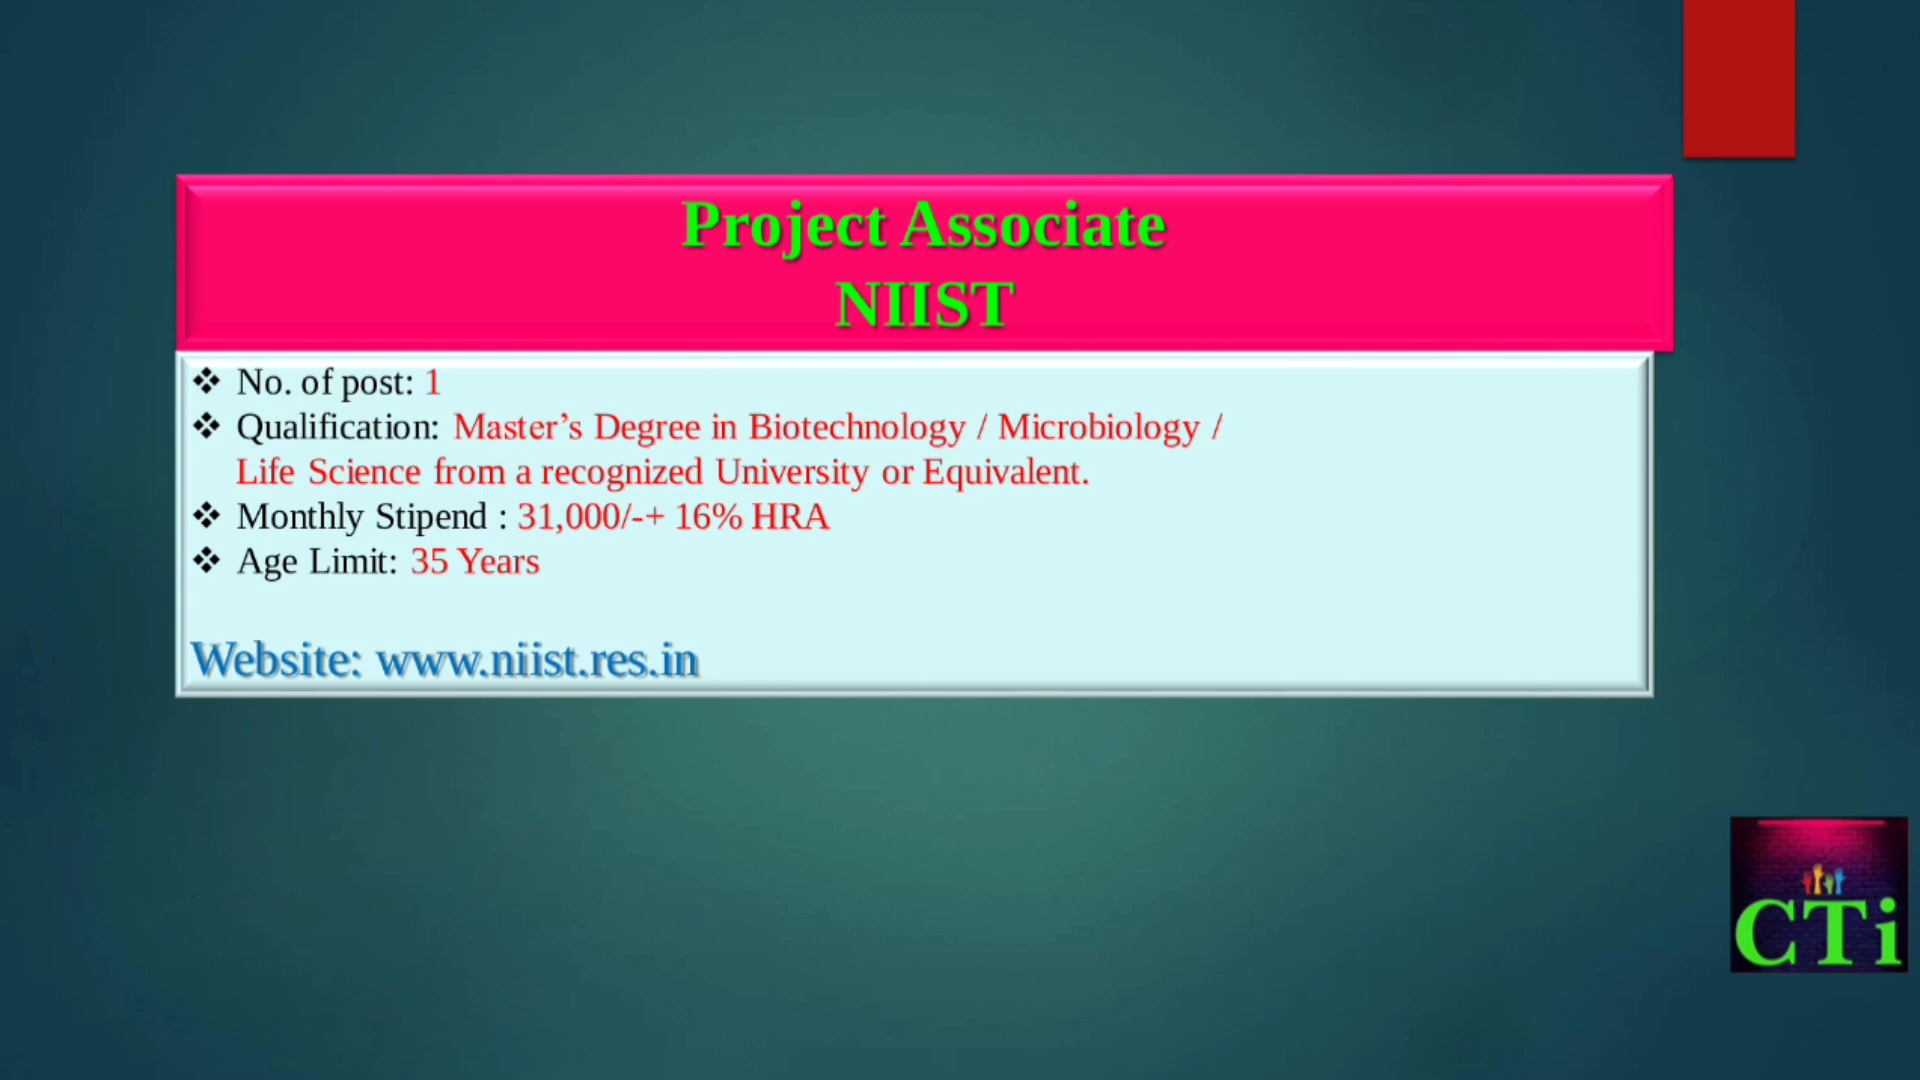 Project Associate
NIIST
❖ No. of post: 1
❖ Qualification: Master’s Degree in Biotechnology / Microbiology /
Life Science from a recognized University or Equivalent.
❖ Monthly Stipend : 31,000/-+ 16% HRA
❖ Age Limit: 35 Years
Website: www.niist.res.in
CTi